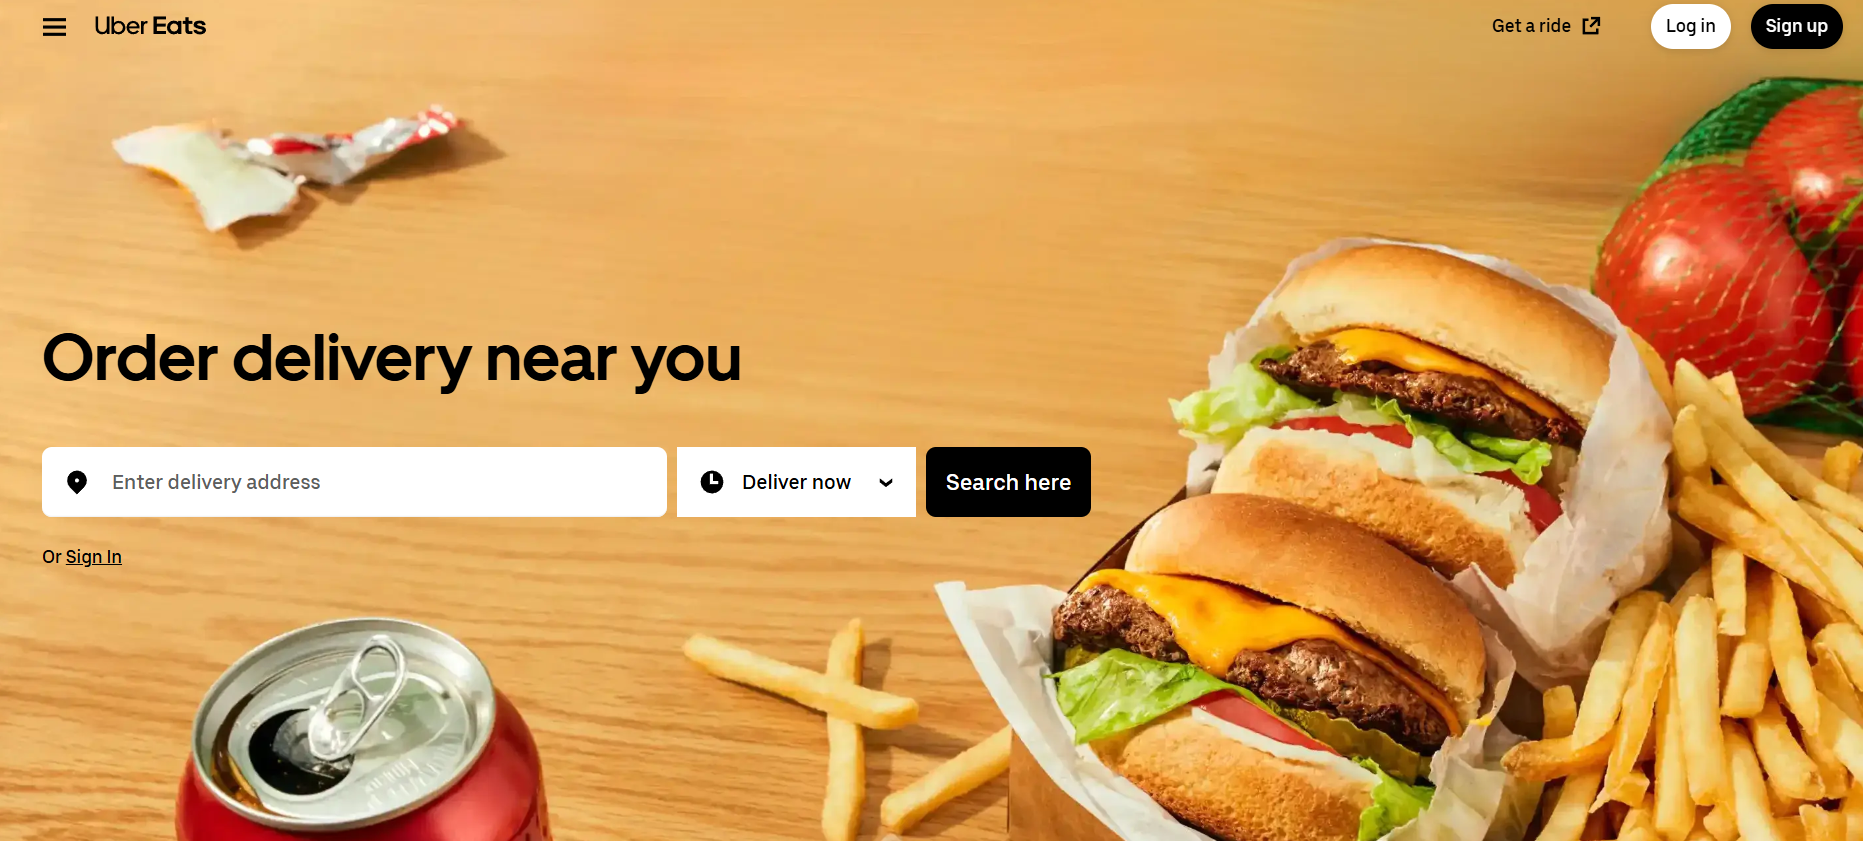 Uber Eats
Get a ride
Log in
Sign up
Order delivery near you
Enter delivery address
Deliver now
Search here
Or Sign In